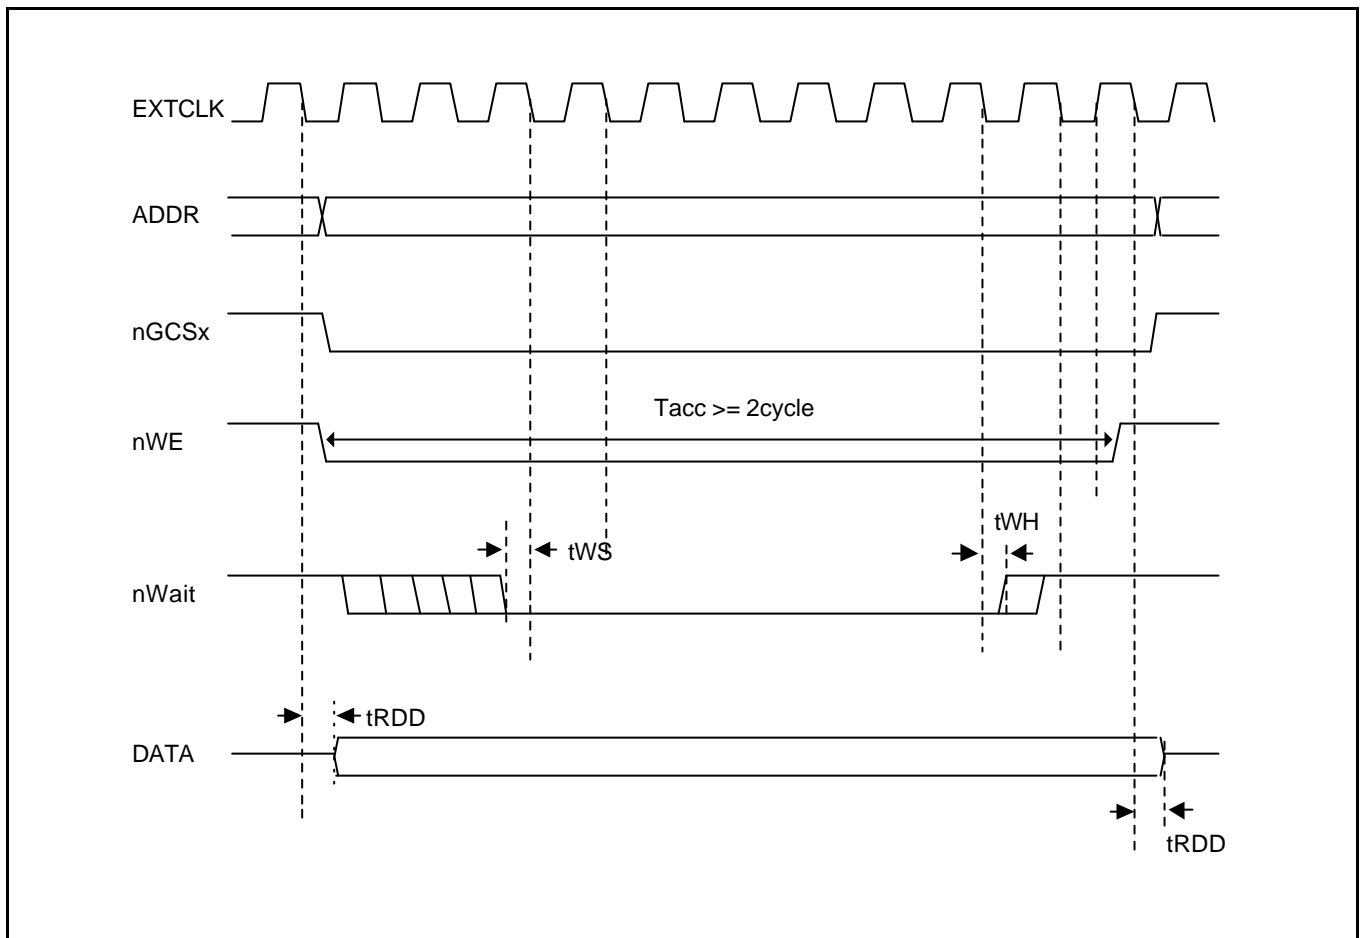 EXTCLK
ADDR
nGCSx
Tacc >= 2cycle
nWE
tWH
tWS
nWait
tRDD
DATA
tRDD